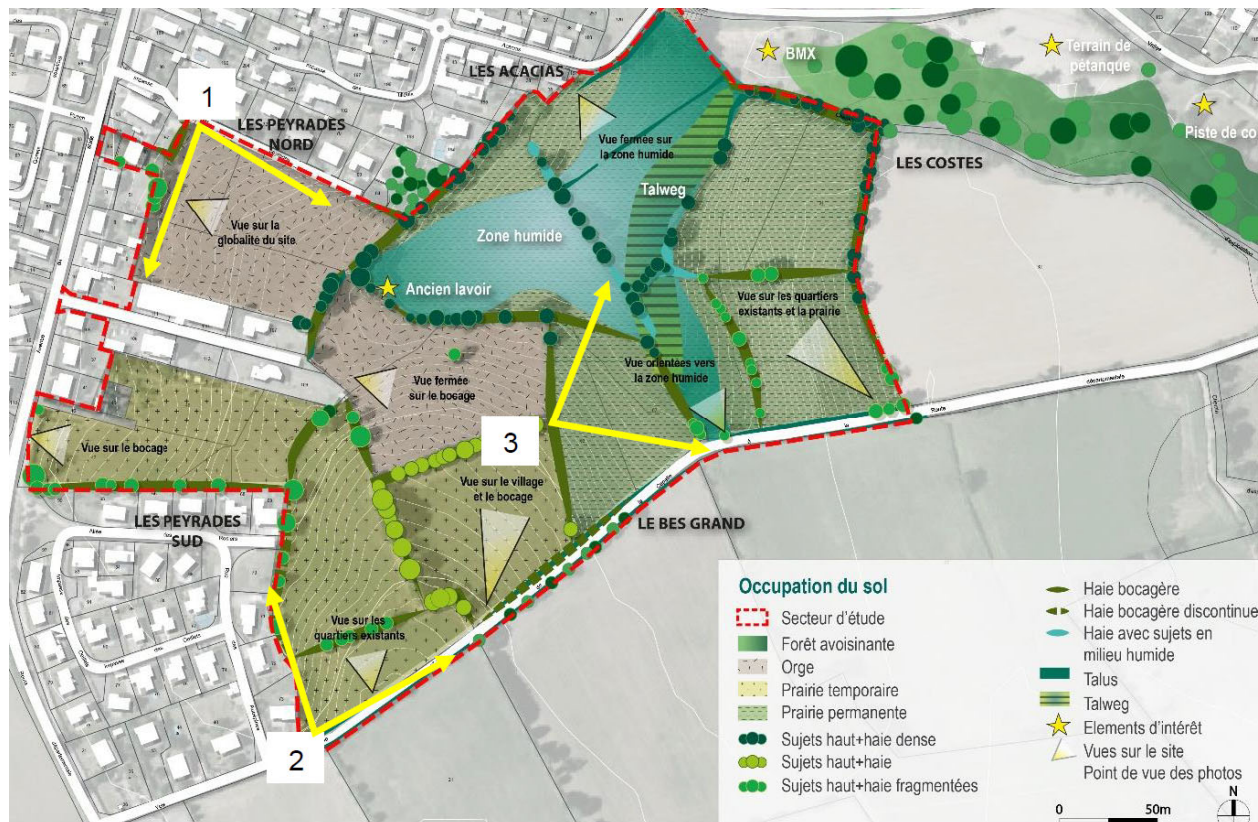 1
BMX
Terrain de
pétanque
LES ACACIAS
LES PEYRADES
NORD
Vue fermée sur
la zone humide
Piste de co
LES COSTES
Talweg
Vue sur la
globalité du site
Zone humide
Ancien lavoir
Vue sur les quartiers
existants et la prairie
Vue orientées vers
la zone humide
Vue fermée
sur le bocage
3
Vue sur le bocage
Vue sur le village
et le bocage
LES PEYRADES
SUD
LE BES GRAND
Vue sur les
quartiers existants
2
Occupation du sol
Secteur d'étude
Forêt avoisinante
Orge
Prairie temporaire
Prairie permanente
Sujets haut+haie dense
Sujets haut+haie
Sujets haut+haie fragmentées
Haie bocagère
Haie bocagère discontinue
Haie avec sujets en
milieu humide
Talus
Talweg
Elements d'intérêt
Vues sur le site
Point de vue des photos
0 50m
N